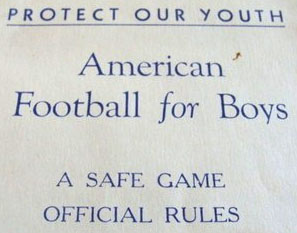 PROTECT OUR YOUTH
American
Football for Boys
A SAFE GAME
OFFICIAL RULES